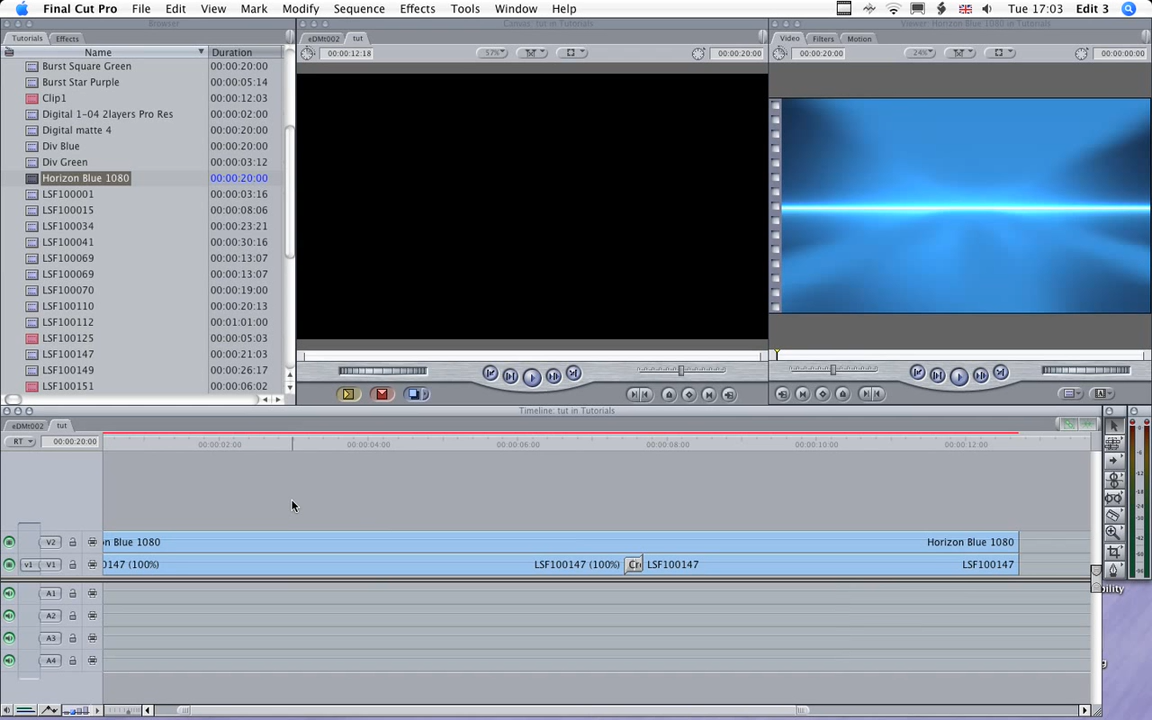 Final Cut Pro File Edit View Mark Modify Sequence Effects Tools Window Help Tue 17:03 Edit 3
Browser
Tutorials Effects
Name Duration
Burst Square Green 00:00:20:00
Burst Star Purple 00:00:05:14
Clip1 00:00:12:03
Digital 1-04 2layers Pro Res 00:00:02:00
Digital matte 4 00:00:20:00
Div Blue 00:00:20:00
Div Green 00:00:03:12
Horizon Blue 1080 00:00:20:00
LSF100001 00:00:03:16
LSF100015 00:00:08:06
LSF100034 00:00:23:21
LSF100041 00:00:30:16
LSF100069 00:00:13:07
LSF100069 00:00:13:07
LSF100070 00:00:19:00
LSF100110 00:00:20:13
LSF100112 00:01:01:00
LSF100125 00:00:05:03
LSF100147 00:00:21:03
LSF100149 00:00:26:17
LSF100151 00:00:06:02
Canvas: tut in Tutorials
eDMt002 tut
00:00:12:18 57% 00:00:20:00
Viewer: Horizon Blue 1080 in Tutorials
Video Filters Motion
00:00:20:00 24% 00:00:00:00
Timeline: tut in Tutorials
eDMt002 tut
RT 00:00:20:00 00:00:02:00 00:00:04:00 00:00:06:00 00:00:08:00 00:00:10:00 00:00:12:00
V2 on Blue 1080 Horizon Blue 1080
v1 V1 0147 (100%) LSF100147 (100%) Cr LSF100147 LSF100147
A1
A2
A3
A4
bility